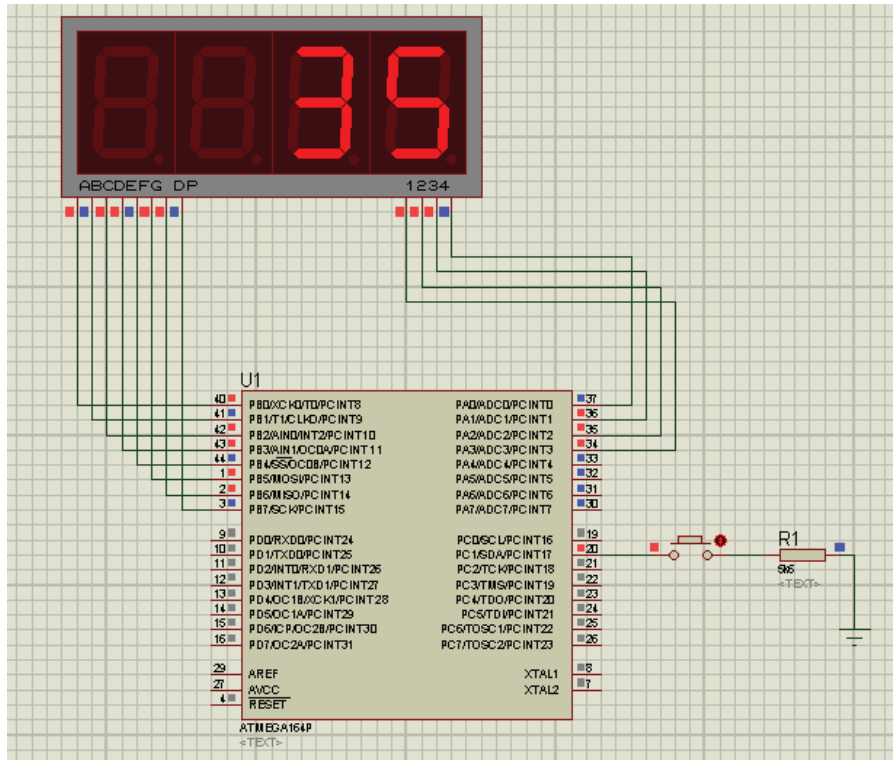 35
ABCDEFG DP 1234
U1
40 PB0/XCK0/T0/PCINT8 PA0/ADC0/PCINT0 37
41 PB1/T1/CLKO/PCINT9 PA1/ADC1/PCINT1 36
42 PB2/AIN0/INT2/PCINT10 PA2/ADC2/PCINT2 35
43 PB3/AIN1/OC0A/PCINT11 PA3/ADC3/PCINT3 34
44 PB4/SS/OC0B/PCINT12 PA4/ADC4/PCINT4 33
1 PB5/MOSI/PCINT13 PA5/ADC5/PCINT5 32
2 PB6/MISO/PCINT14 PA6/ADC6/PCINT6 31
3 PB7/SCK/PCINT15 PA7/ADC7/PCINT7 30
9 PD0/RXD0/PCINT24 PC0/SCL/PCINT16 19
10 PD1/TXD0/PCINT25 PC1/SDA/PCINT17 20
11 PD2/INT0/RXD1/PCINT26 PC2/TCK/PCINT18 21
12 PD3/INT1/TXD1/PCINT27 PC3/TMS/PCINT19 22
13 PD4/OC1B/XCK1/PCINT28 PC4/TDO/PCINT20 23
14 PD5/OC1A/PCINT29 PC5/TDI/PCINT21 24
15 PD6/ICP/OC2B/PCINT30 PC6/TOSC1/PCINT22 25
16 PD7/OC2A/PCINT31 PC7/TOSC2/PCINT23 26
29 AREF XTAL1 8
27 AVCC XTAL2 7
4 RESET
ATMEGA164P
<TEXT>
R1
5k6
<TEXT>